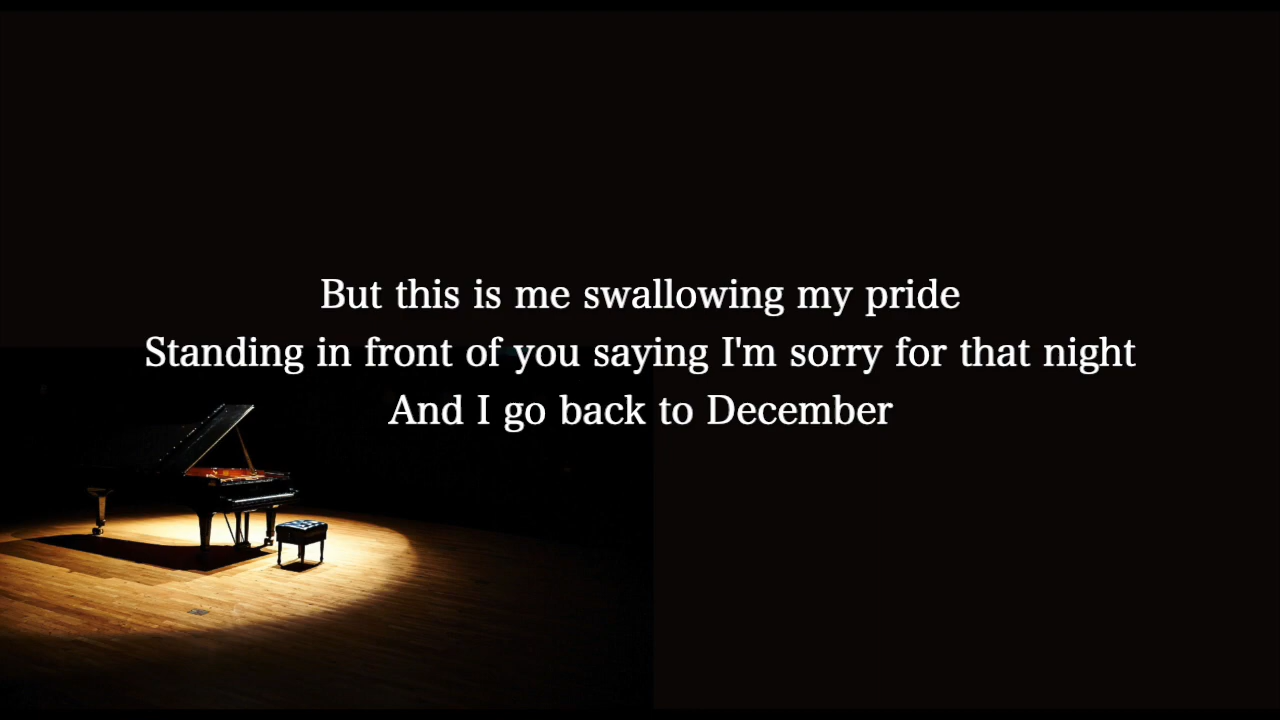 But this is me swallowing my pride
Standing in front of you saying I'm sorry for that night
And I go back to December